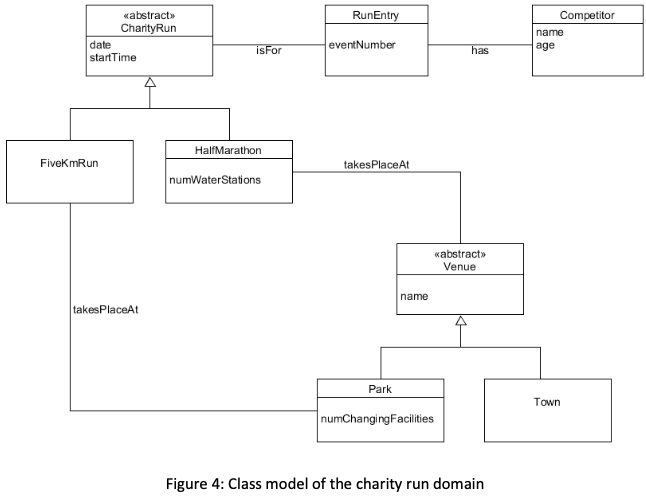 «abstract»
CharityRun
date
startTime
isFor
RunEntry
eventNumber
has
Competitor
name
age
FiveKmRun
HalfMarathon
numWaterStations
takesPlaceAt
«abstract»
Venue
name
takesPlaceAt
Park
numChangingFacilities
Town
Figure 4: Class model of the charity run domain